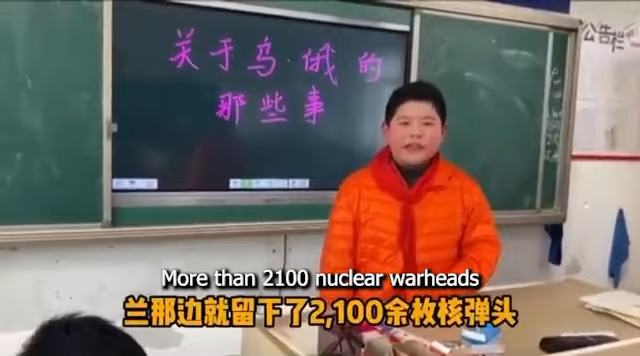 关于乌·俄的
那些事
公告栏
More than 2100 nuclear warheads
兰那边就留下了2,100余枚核弹头